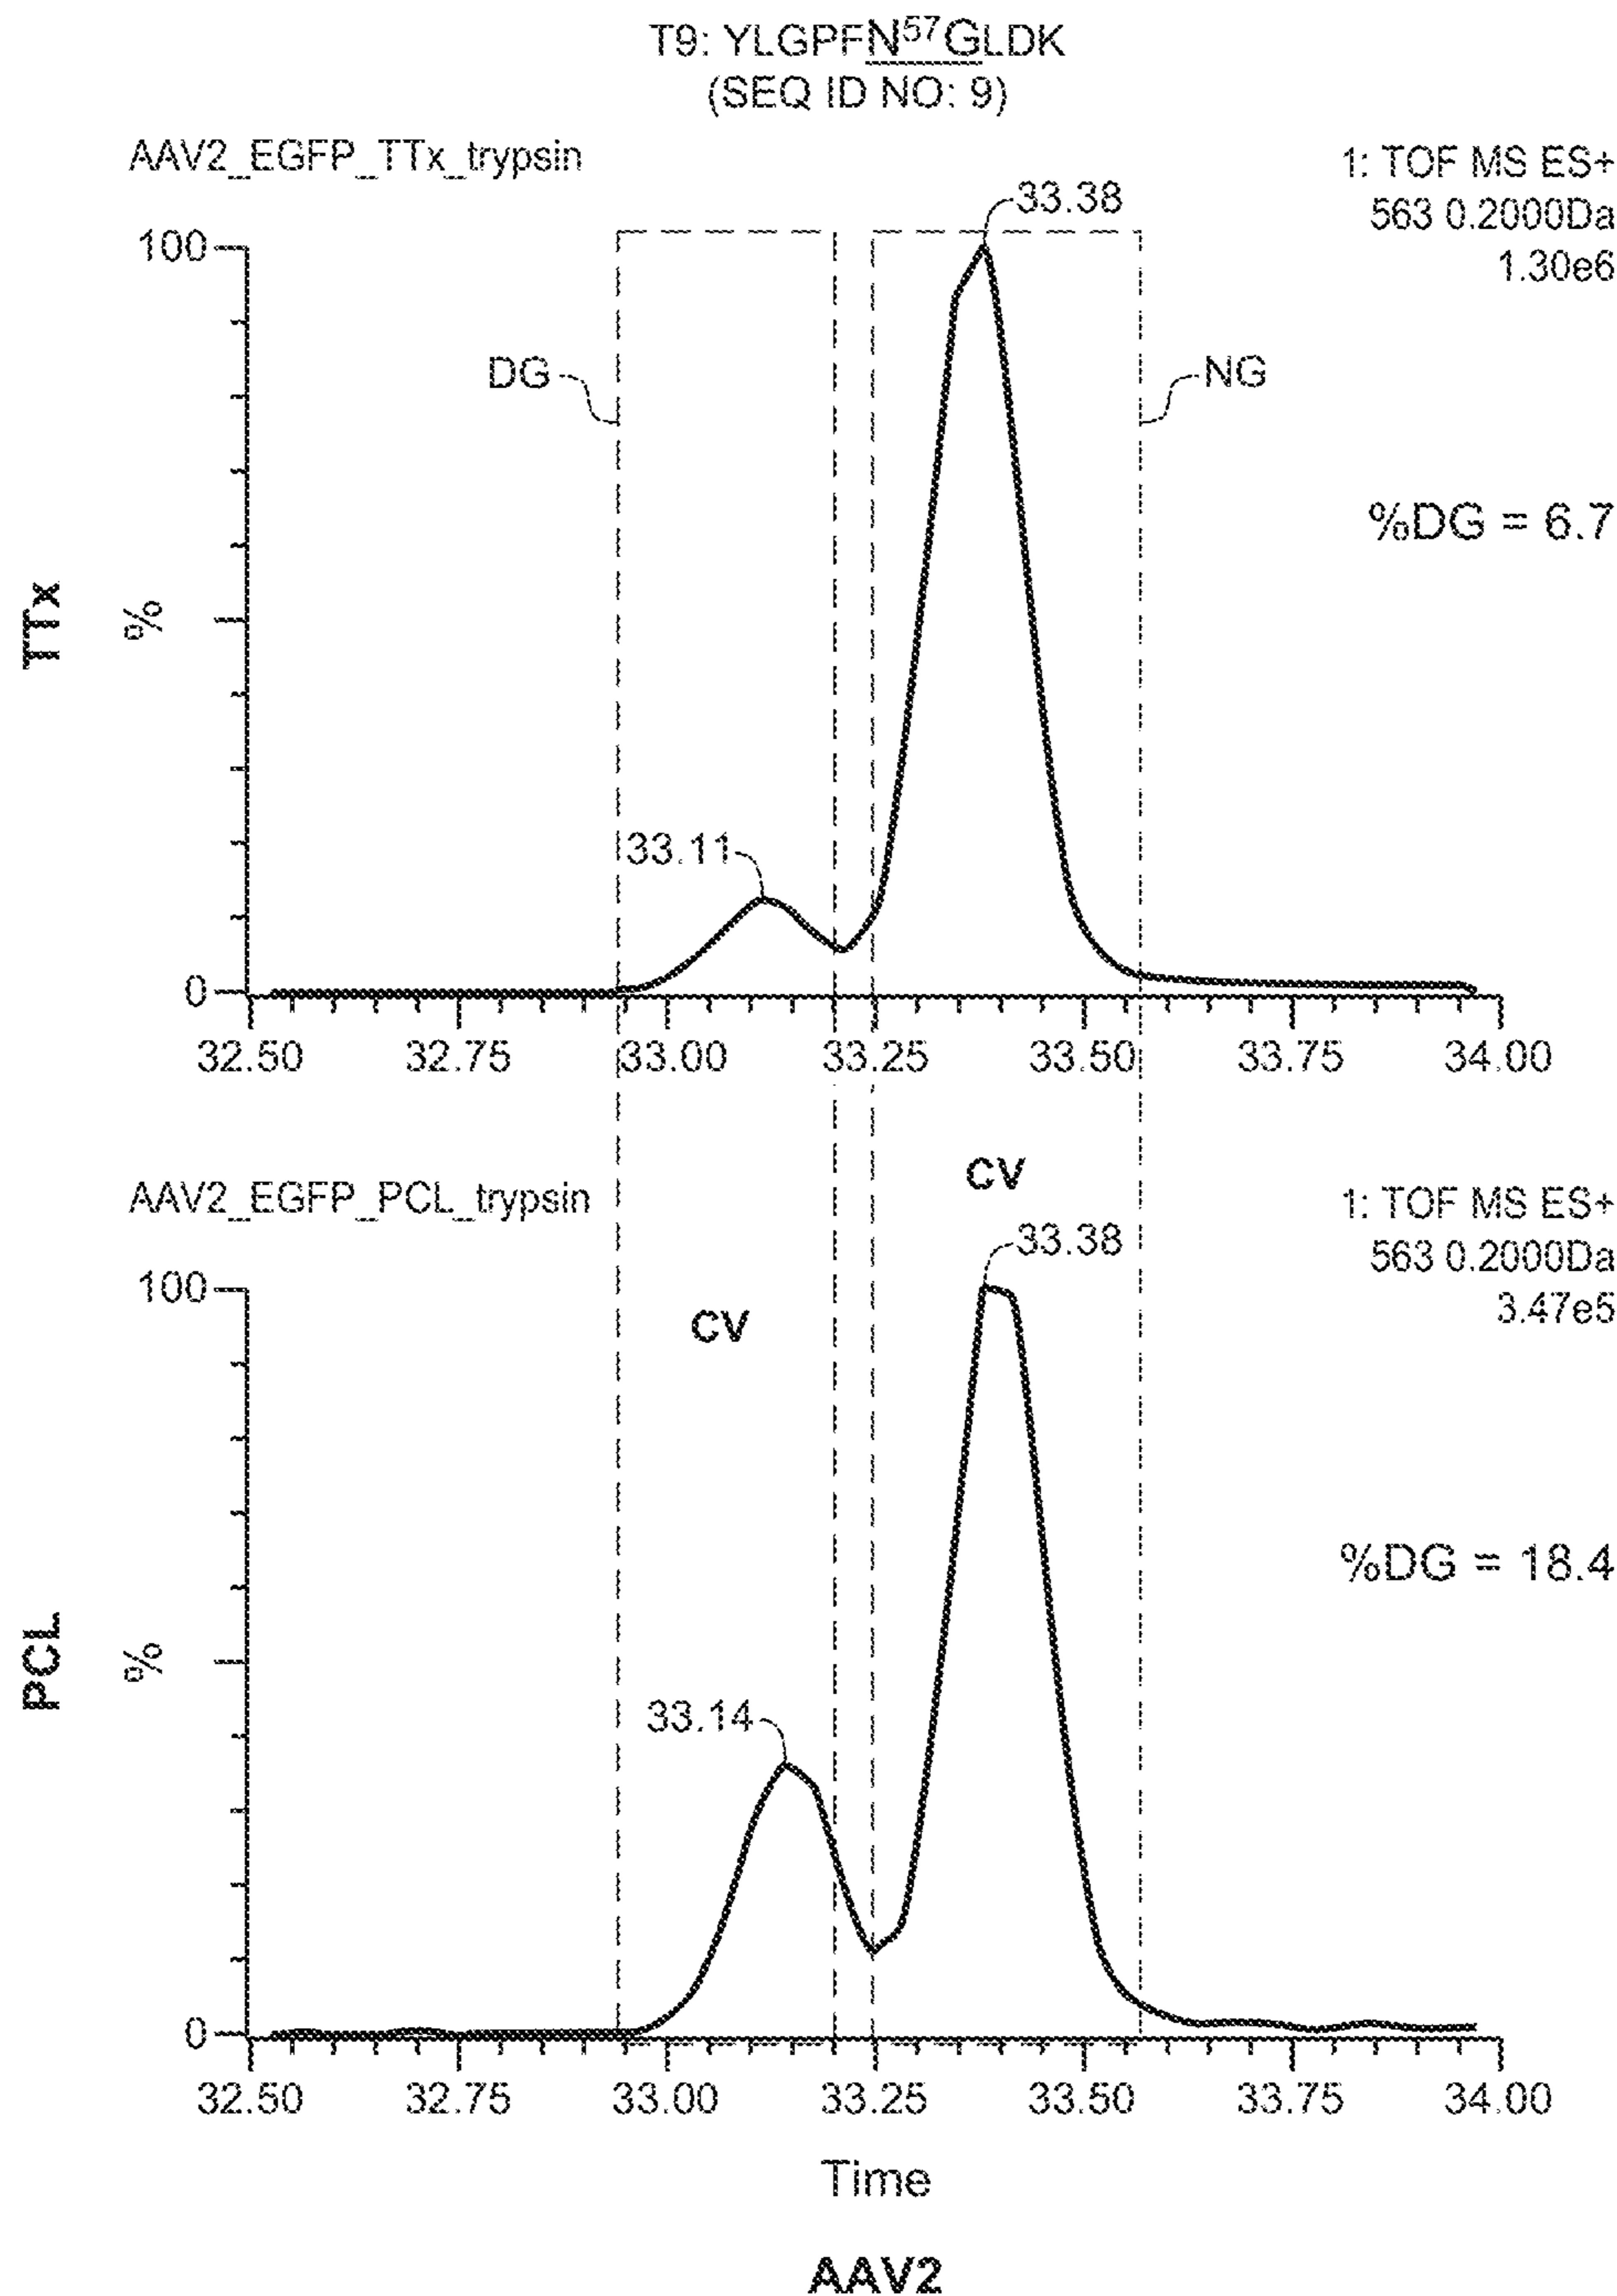 T9: YLGPFN⁵⁷GLDK
(SEQ ID NO: 9)
AAV2_EGFP_TTx_trypsin
1: TOF MS ES+
563 0.2000Da
1.30e6
33.38
100
DG
NG
%DG = 6.7
TTx
%
33.11
0
32.50 32.75 33.00 33.25 33.50 33.75 34.00
CV
AAV2_EGFP_PCL_trypsin
1: TOF MS ES+
563 0.2000Da
3.47e5
33.38
100
CV
%DG = 18.4
PCL
%
33.14
0
32.50 32.75 33.00 33.25 33.50 33.75 34.00
Time
AAV2